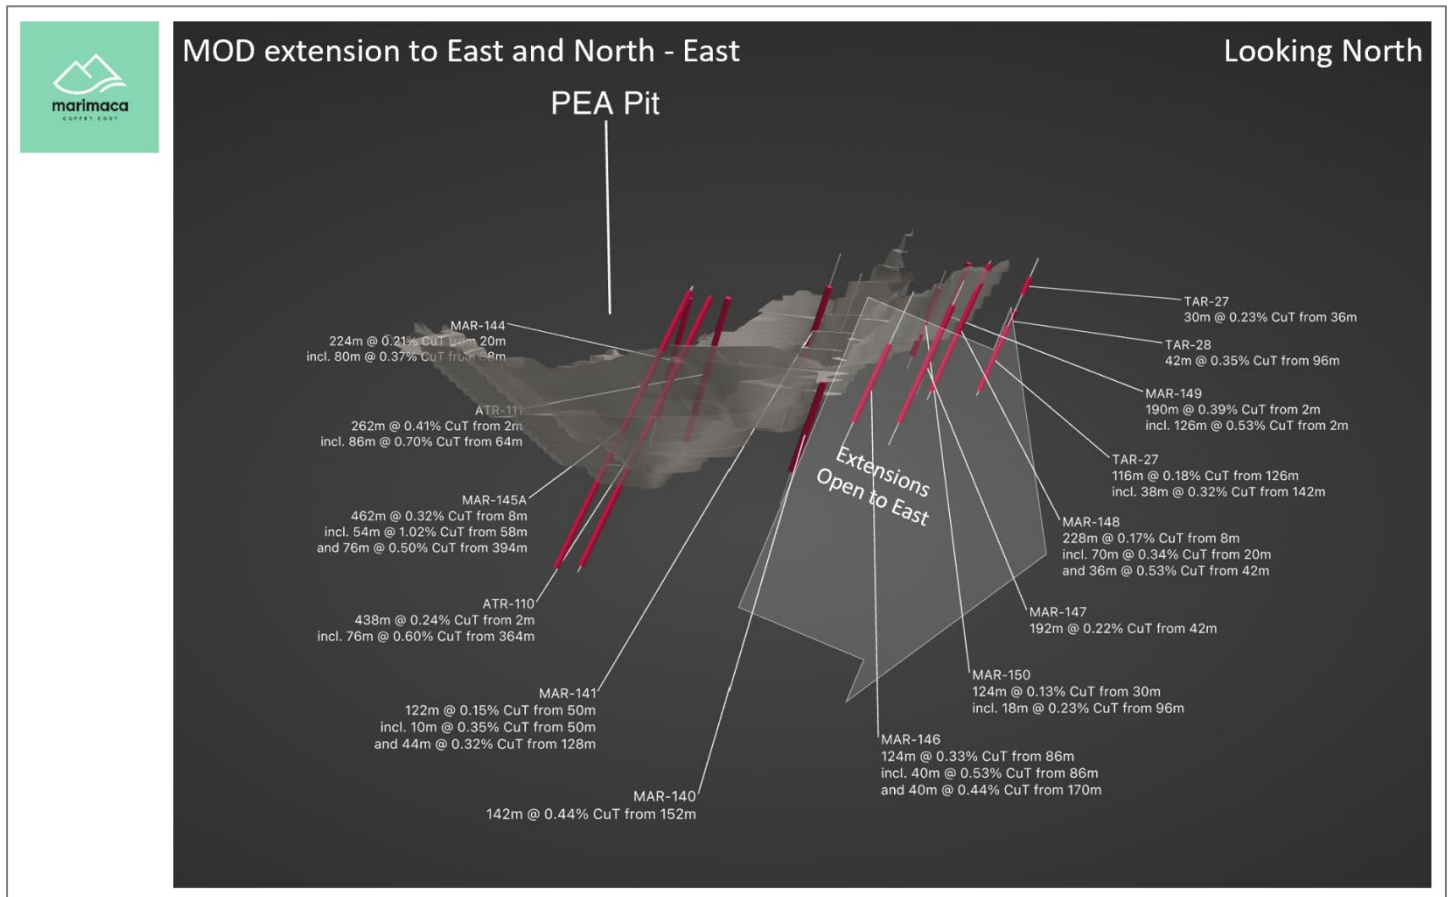 marimaca
COPPER CORP
MOD extension to East and North - East
Looking North
PEA Pit
MAR-144
224m @ 0.21% CuT from 20m
incl. 80m @ 0.37% CuT from 98m
ATR-111
262m @ 0.41% CuT from 2m
incl. 86m @ 0.70% CuT from 64m
MAR-145A
462m @ 0.32% CuT from 8m
incl. 54m @ 1.02% CuT from 58m
and 76m @ 0.50% CuT from 394m
ATR-110
438m @ 0.24% CuT from 2m
incl. 76m @ 0.60% CuT from 364m
MAR-141
122m @ 0.15% CuT from 50m
incl. 10m @ 0.35% CuT from 50m
and 44m @ 0.32% CuT from 128m
MAR-140
142m @ 0.44% CuT from 152m
Extensions
Open to East
TAR-27
30m @ 0.23% CuT from 36m
TAR-28
42m @ 0.35% CuT from 96m
MAR-149
190m @ 0.39% CuT from 2m
incl. 126m @ 0.53% CuT from 2m
TAR-27
116m @ 0.18% CuT from 126m
incl. 38m @ 0.32% CuT from 142m
MAR-148
228m @ 0.17% CuT from 8m
incl. 70m @ 0.34% CuT from 20m
and 36m @ 0.53% CuT from 42m
MAR-147
192m @ 0.22% CuT from 42m
MAR-150
124m @ 0.13% CuT from 30m
incl. 18m @ 0.23% CuT from 96m
MAR-146
124m @ 0.33% CuT from 86m
incl. 40m @ 0.53% CuT from 86m
and 40m @ 0.44% CuT from 170m